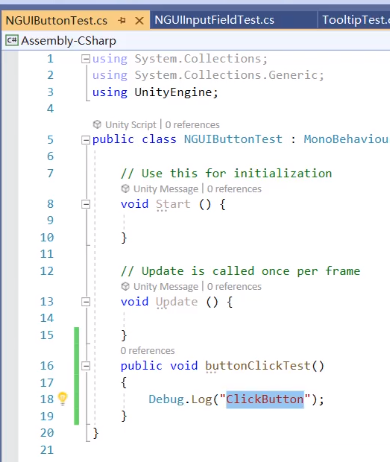 NGUIButtonTest.cs NGUIInputFieldTest.cs TooltipTest.cs
C# Assembly-CSharp
1 using System.Collections;
2 using System.Collections.Generic;
3 using UnityEngine;
4
Unity Script | 0 references
5 public class NGUIButtonTest : MonoBehaviou
6
7 // Use this for initialization
Unity Message | 0 references
8 void Start () {
9
10 }
11
12 // Update is called once per frame
Unity Message | 0 references
13 void Update () {
14
15 }
0 references
16 public void buttonClickTest()
17 {
18 Debug.Log("ClickButton");
19 }
20 }
21